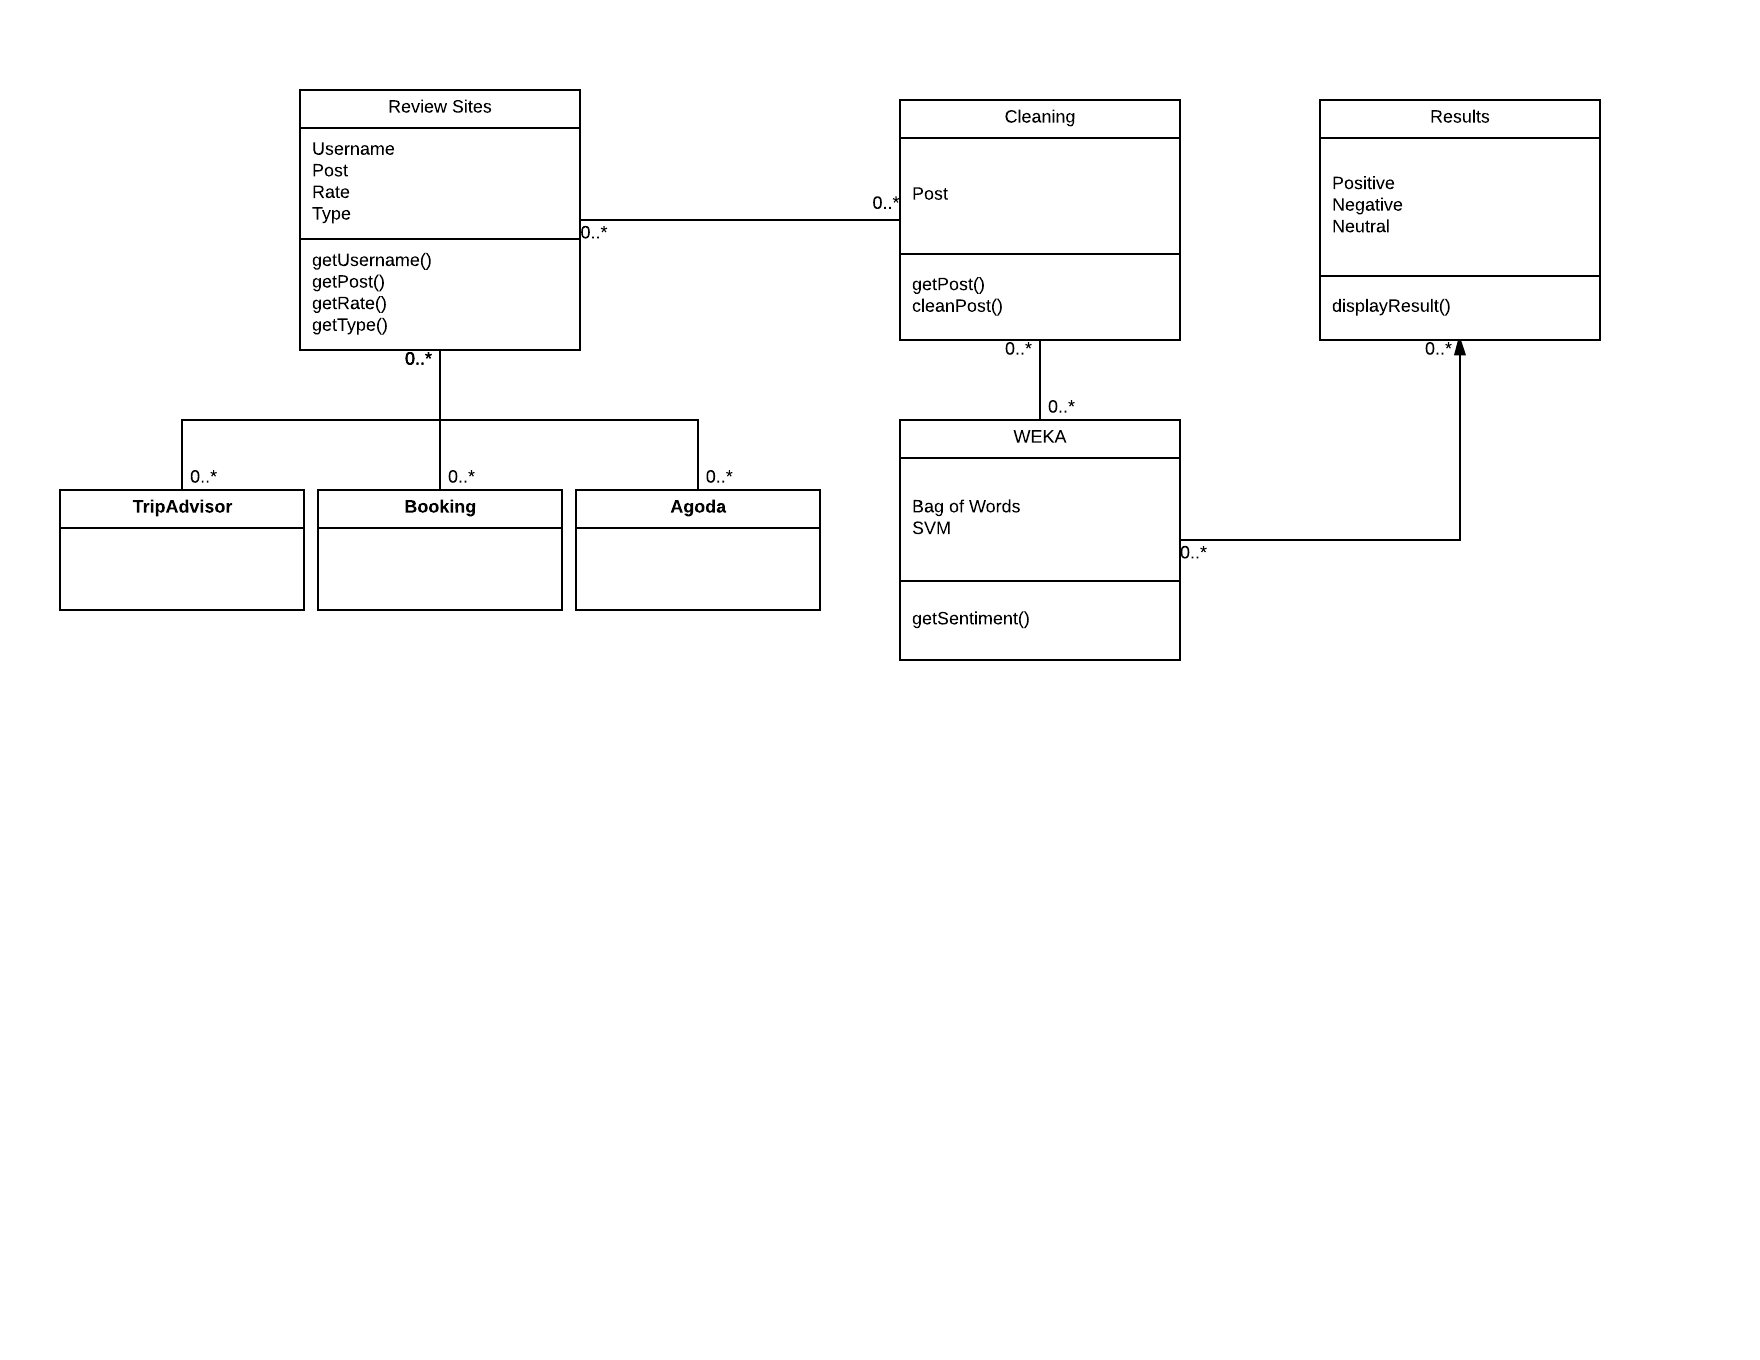 Review Sites
Username
Post
Rate
Type
getUsername()
getPost()
getRate()
getType()
0..*
0..*
0..*
Cleaning
Post
getPost()
cleanPost()
0..*
0..*
Results
Positive
Negative
Neutral
displayResult()
0..*
0..*
TripAdvisor
0..*
Booking
0..*
Agoda
WEKA
Bag of Words
SVM
getSentiment()
0..*